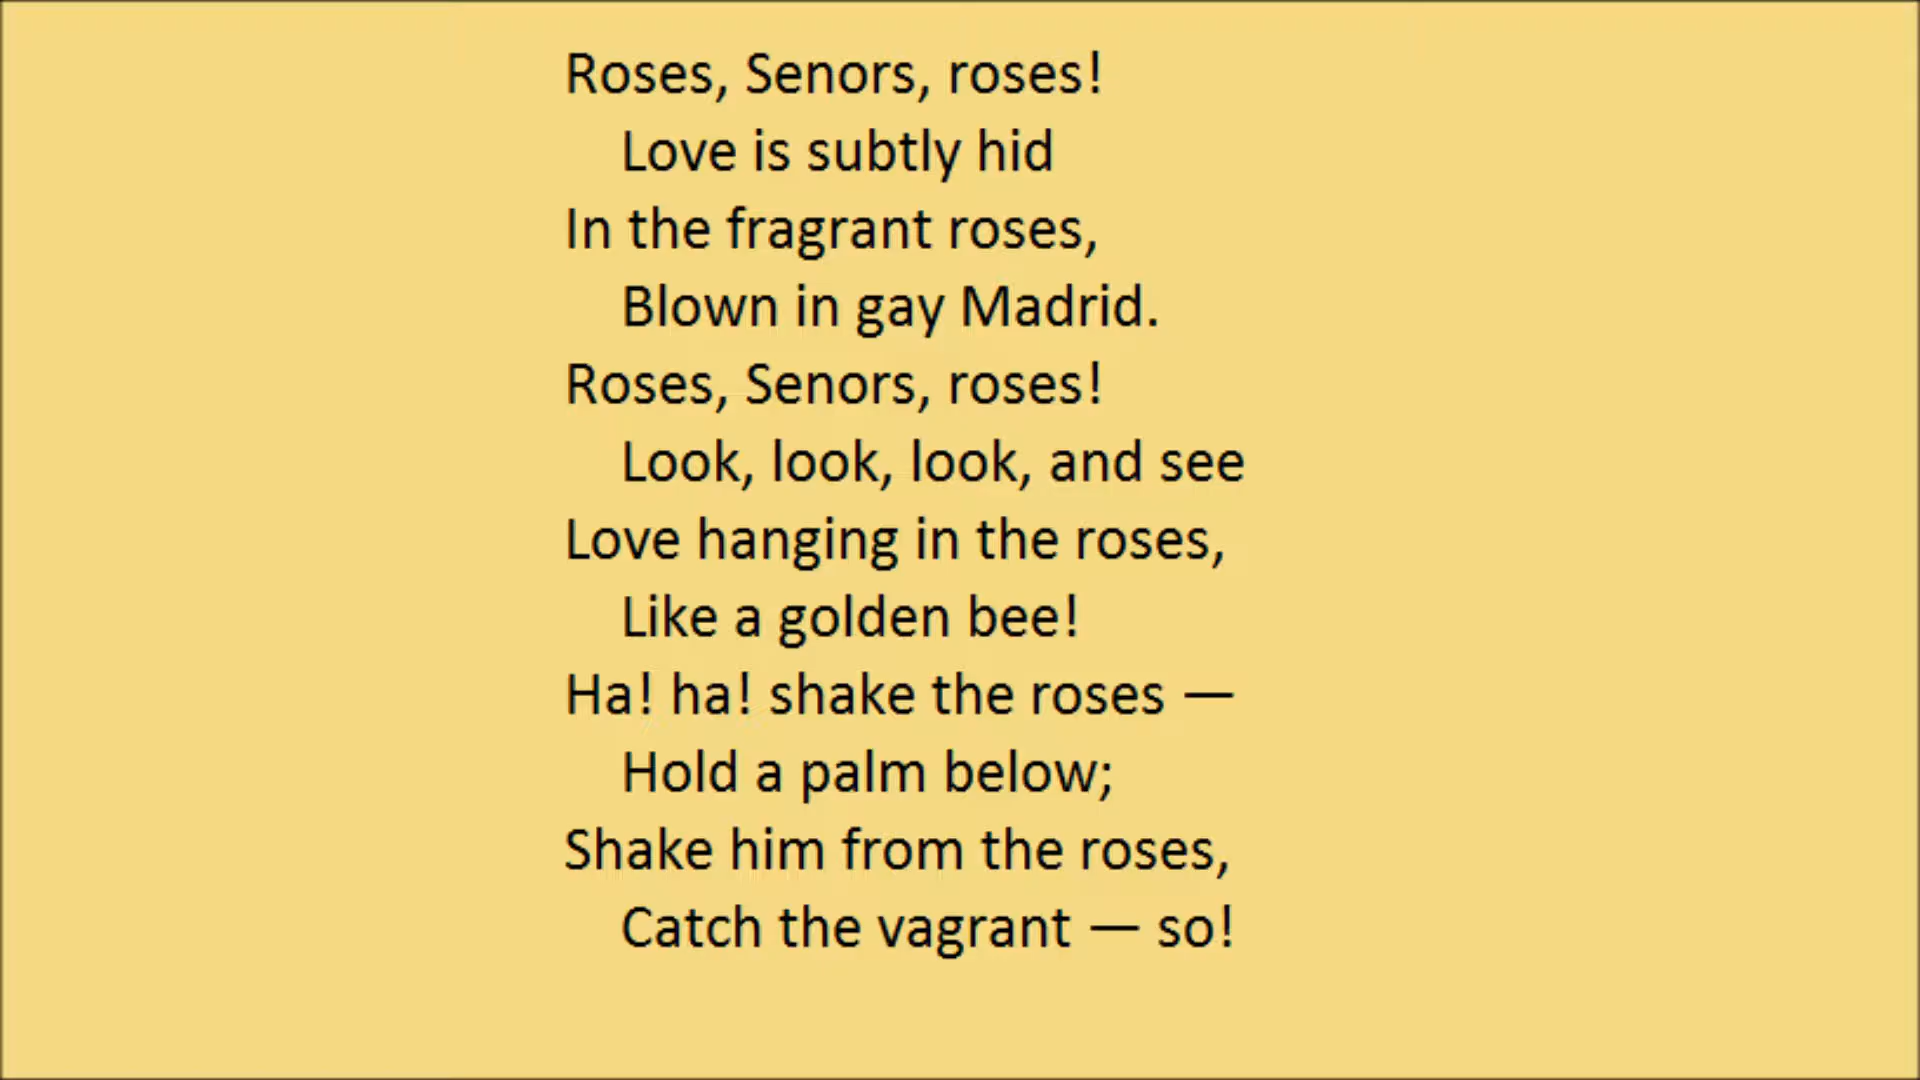 Roses, Senors, roses!
Love is subtly hid
In the fragrant roses,
Blown in gay Madrid.
Roses, Senors, roses!
Look, look, look, and see
Love hanging in the roses,
Like a golden bee!
Ha! ha! shake the roses —
Hold a palm below;
Shake him from the roses,
Catch the vagrant — so!